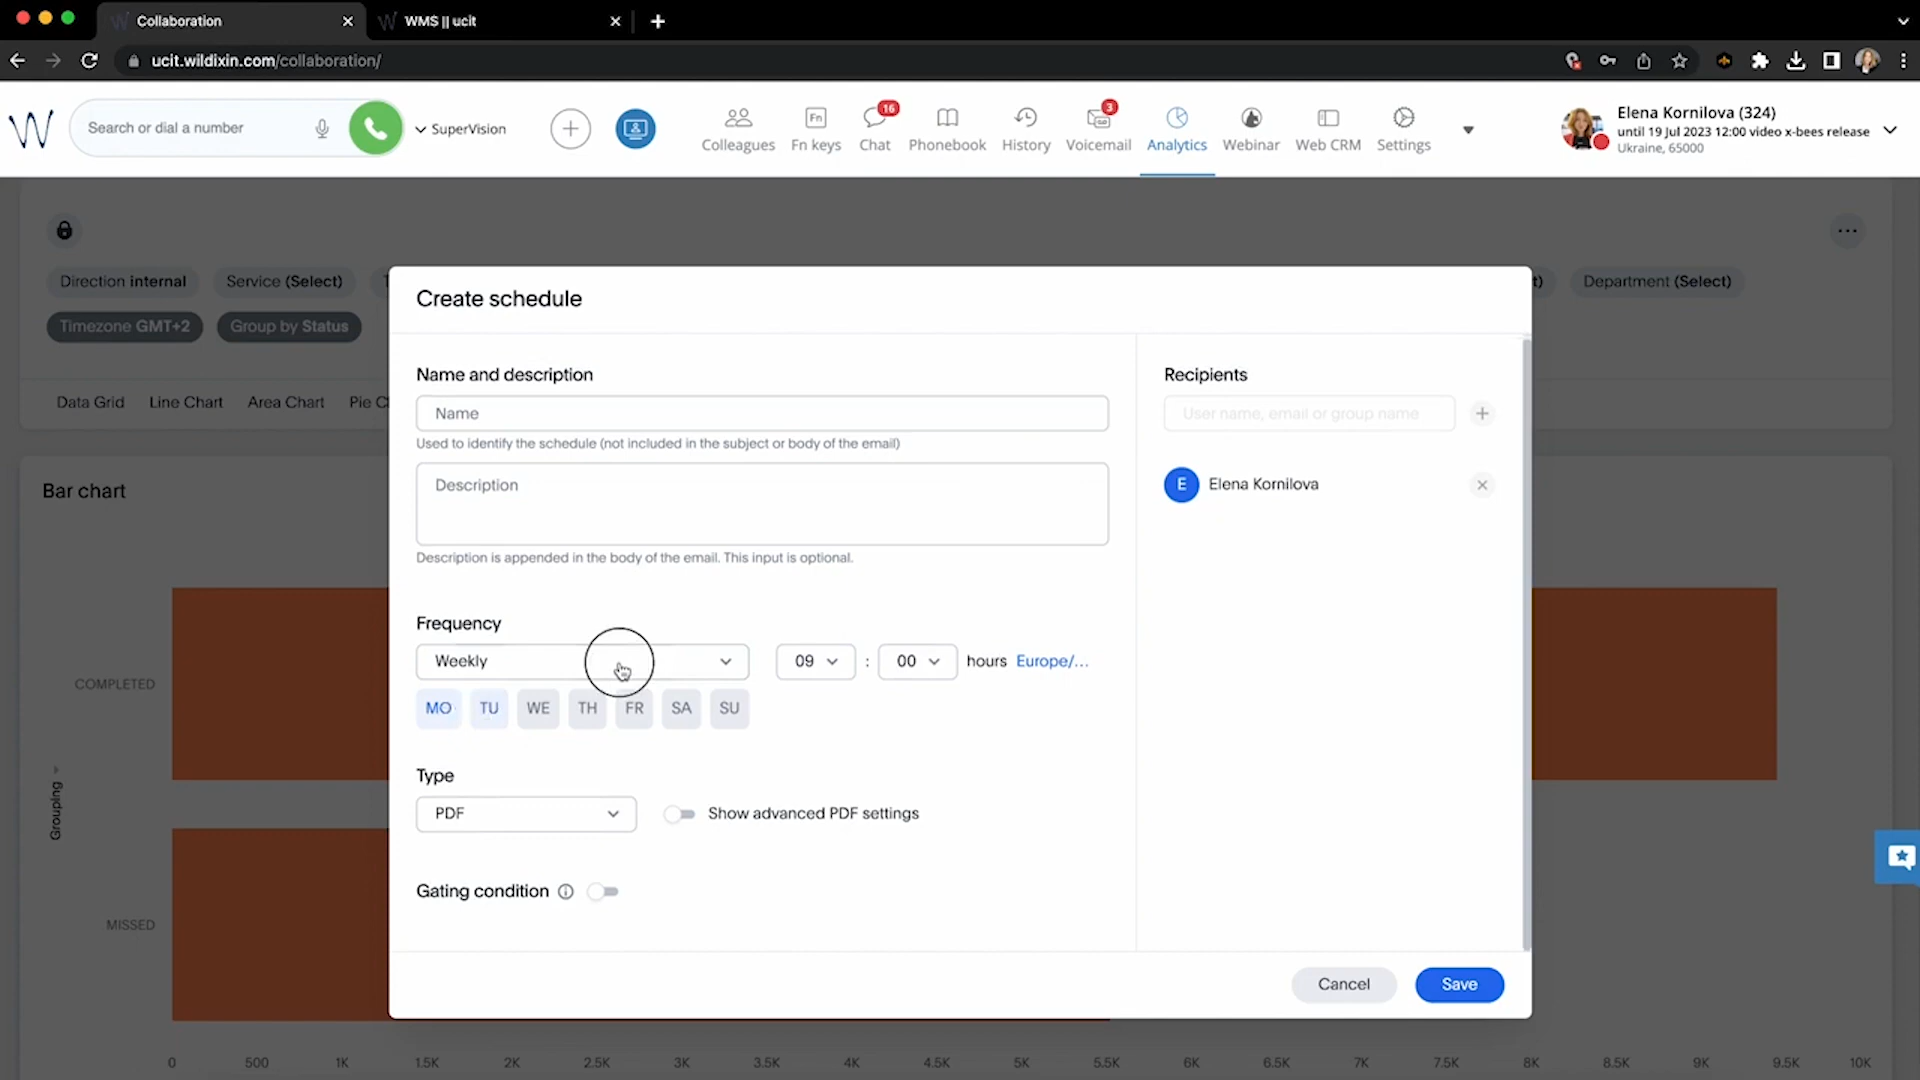 Collaboration
WMS || ucit
ucit.wildixin.com/collaboration/
W
Search or dial a number
SuperVision
Colleagues
Fn
Fn keys
16
Chat
Phonebook
History
3
Voicemail
Analytics
Webinar
Web CRM
Settings
Elena Kornilova (324)
until 19 Jul 2023 12:00 video x-bees release
Ukraine, 65000
Direction internal
Service (Select)
Department (Select)
Timezone GMT+2
Group by Status
Data Grid
Line Chart
Area Chart
Pie C
Bar chart
Create schedule
Name and description
Name
Used to identify the schedule (not included in the subject or body of the email)
Description
Description is appended in the body of the email. This input is optional.
Frequency
Weekly
09 : 00 hours Europe/...
MO TU WE TH FR SA SU
Type
PDF
Show advanced PDF settings
Gating condition
Recipients
User name, email or group name
E
Elena Kornilova
Cancel
Save
COMPLETED
Grouping
MISSED
0 500 1K 1.5K 2K 2.5K 3K 3.5K 4K 4.5K 5K 5.5K 6K 6.5K 7K 7.5K 8K 8.5K 9K 9.5K 10K